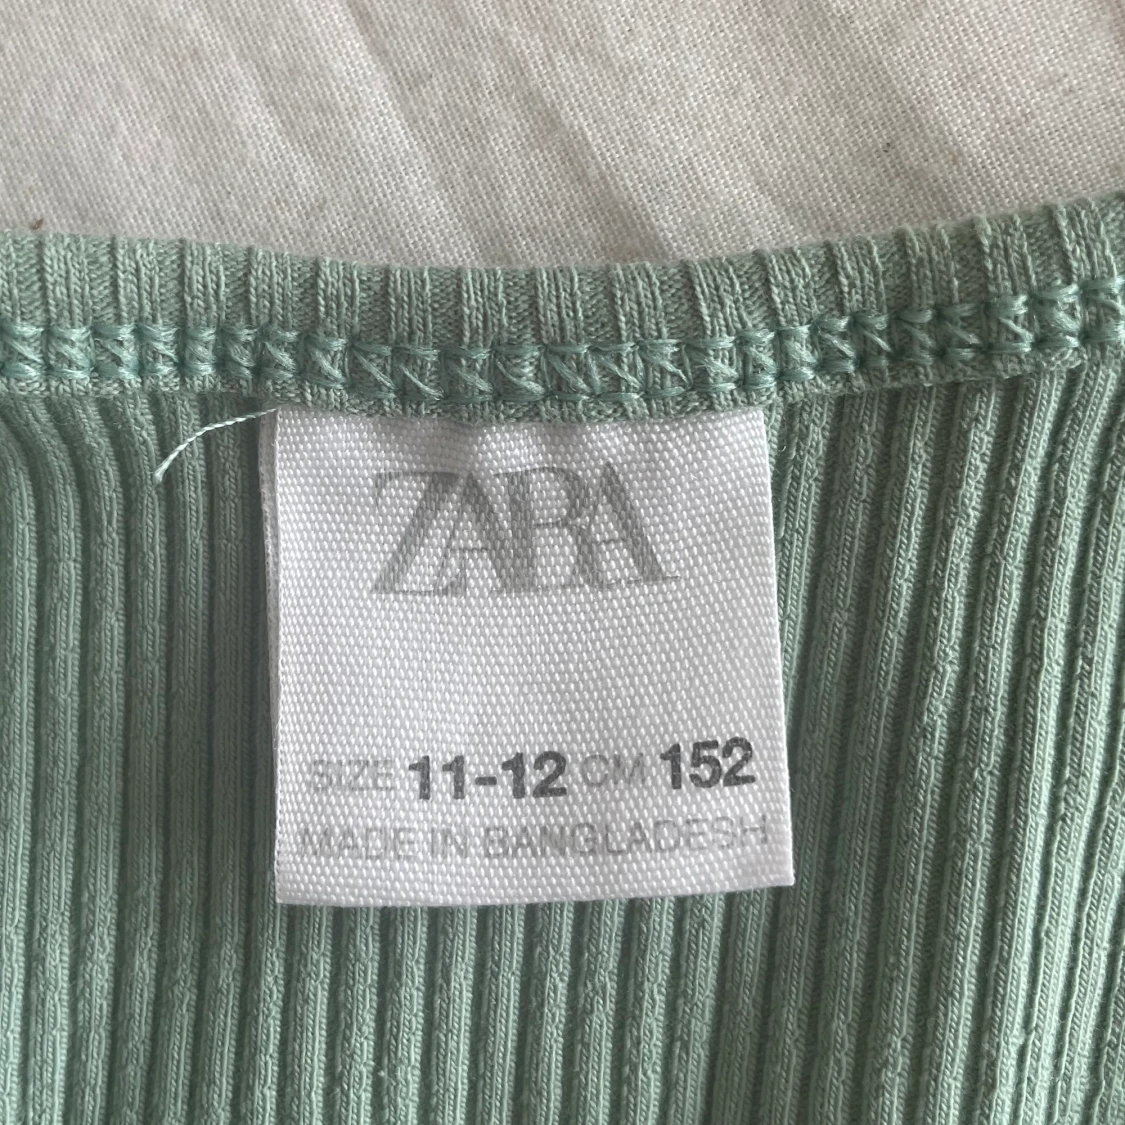 ZARA
SIZE 11-12 CM 152
MADE IN BANGLADESH